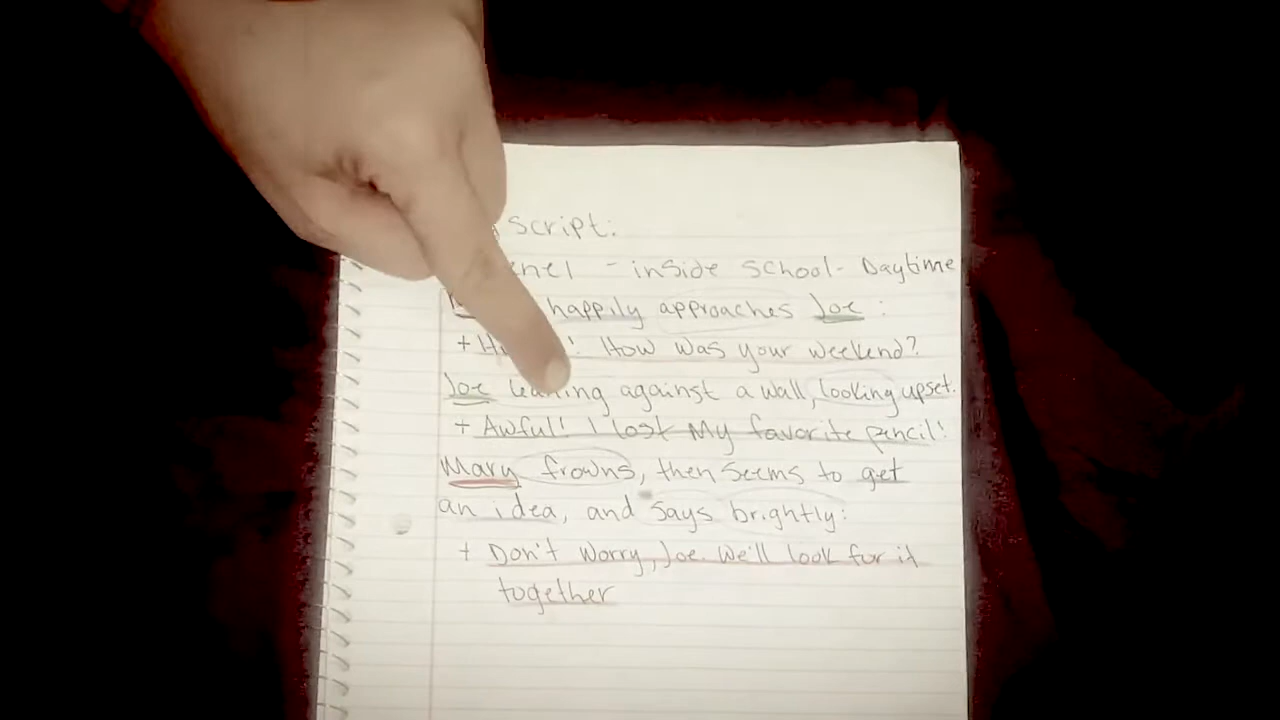 script:
- inside school - Daytime
happily approaches Joe :
+ ! How was your weekend?
Joe leaning against a wall, looking upset.
+ Awful! I lost My favorite pencil!
Mary frowns, then seems to get
an idea, and says brightly:
+ Don't worry, Joe. We'll look for it
together